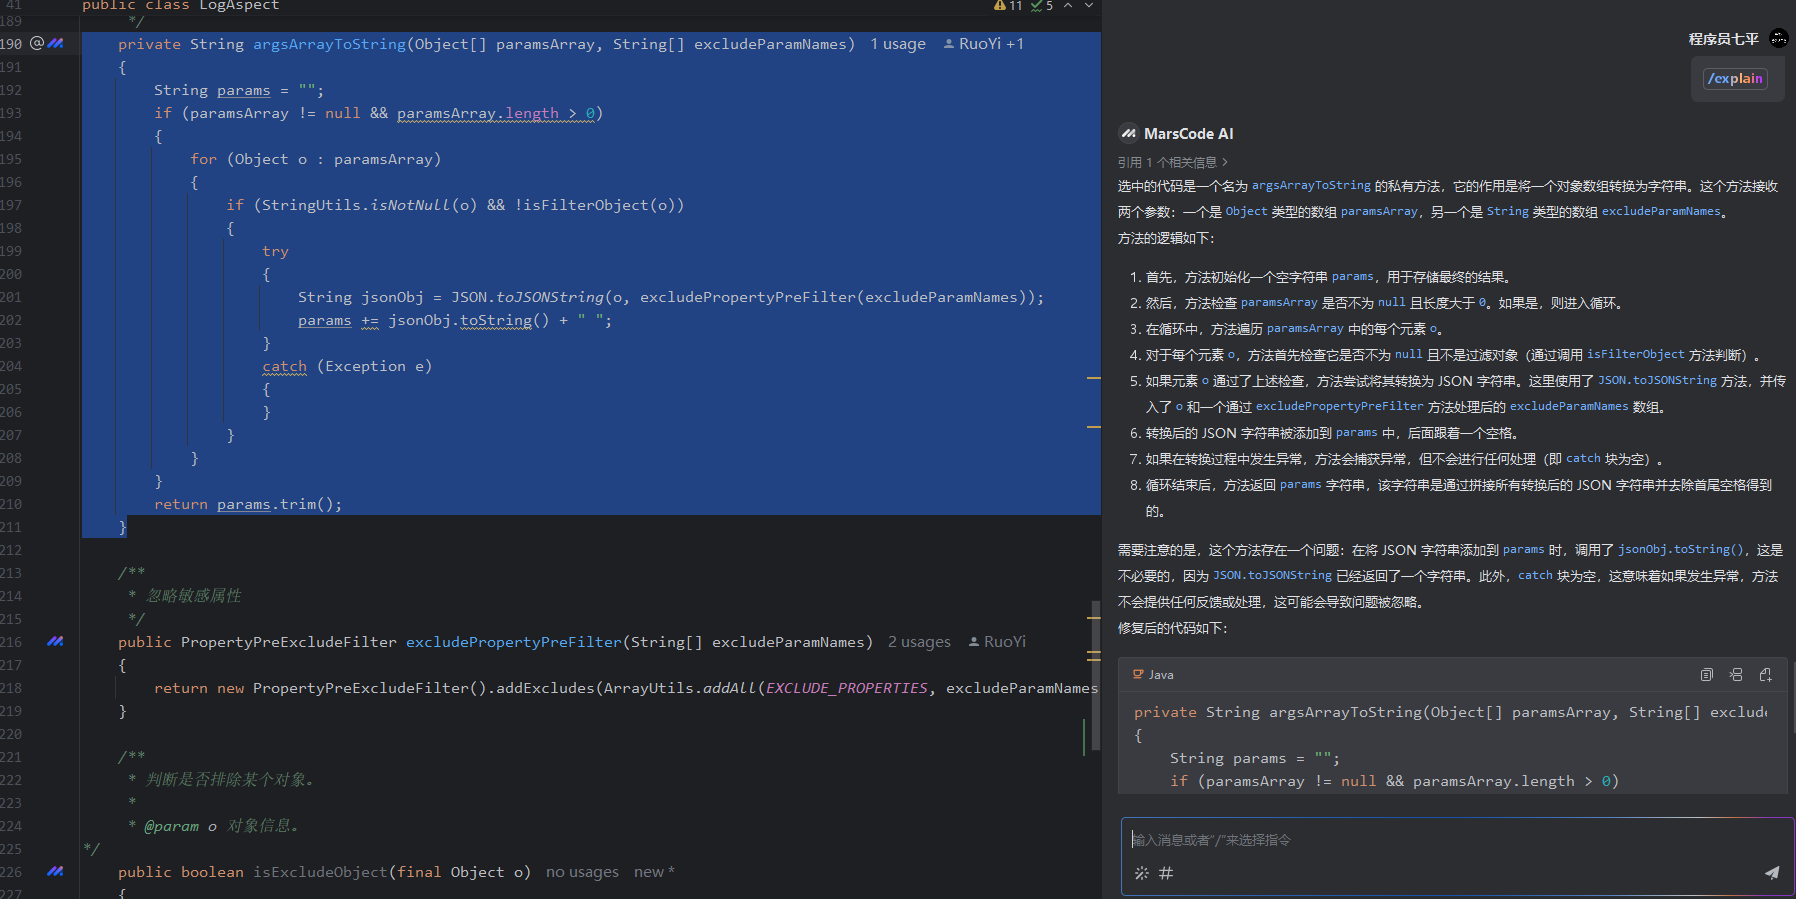 41 public class LogAspect
11 5
189 */
190 @ private String argsArrayToString(Object[] paramsArray, String[] excludeParamNames) 1 usage RuoYi +1
191 {
192 String params = "";
193 if (paramsArray != null && paramsArray.length > 0)
194 {
195 for (Object o : paramsArray)
196 {
197 if (StringUtils.isNotNull(o) && !isFilterObject(o))
198 {
199 try
200 {
201 String jsonObj = JSON.toJSONString(o, excludePropertyPreFilter(excludeParamNames));
202 params += jsonObj.toString() + " ";
203 }
204 catch (Exception e)
205 {
206 }
207 }
208 }
209 }
210 return params.trim();
211 }
212
213 /**
214 * 忽略敏感属性
215 */
216 public PropertyPreExcludeFilter excludePropertyPreFilter(String[] excludeParamNames) 2 usages RuoYi
217 {
218 return new PropertyPreExcludeFilter().addExcludes(ArrayUtils.addAll(EXCLUDE_PROPERTIES, excludeParamNames
219 }
220
221 /**
222 * 判断是否排除某个对象。
223 *
224 * @param o 对象信息。
225 */
226 public boolean isExcludeObject(final Object o) no usages new *
227 {
程序员七平
/explain
MarsCode AI
引用 1 个相关信息 >
选中的代码是一个名为 argsArrayToString 的私有方法，它的作用是将一个对象数组转换为字符串。这个方法接收
两个参数：一个是 Object 类型的数组 paramsArray，另一个是 String 类型的数组 excludeParamNames。
方法的逻辑如下：
1. 首先，方法初始化一个空字符串 params，用于存储最终的结果。
2. 然后，方法检查 paramsArray 是否不为 null 且长度大于 0。如果是，则进入循环。
3. 在循环中，方法遍历 paramsArray 中的每个元素 o。
4. 对于每个元素 o，方法首先检查它是否不为 null 且不是过滤对象（通过调用 isFilterObject 方法判断）。
5. 如果元素 o 通过了上述检查，方法尝试将其转换为 JSON 字符串。这里使用了 JSON.toJSONString 方法，并传
入了 o 和一个通过 excludePropertyPreFilter 方法处理后的 excludeParamNames 数组。
6. 转换后的 JSON 字符串被添加到 params 中，后面跟着一个空格。
7. 如果在转换过程中发生异常，方法会捕获异常，但不会进行任何处理（即 catch 块为空）。
8. 循环结束后，方法返回 params 字符串，该字符串是通过拼接所有转换后的 JSON 字符串并去除首尾空格得到
的。
需要注意的是，这个方法存在一个问题：在将 JSON 字符串添加到 params 时，调用了 jsonObj.toString()，这是
不必要的，因为 JSON.toJSONString 已经返回了一个字符串。此外，catch 块为空，这意味着如果发生异常，方法
不会提供任何反馈或处理，这可能会导致问题被忽略。
修复后的代码如下：
Java
private String argsArrayToString(Object[] paramsArray, String[] exclude
{
String params = "";
if (paramsArray != null && paramsArray.length > 0)
输入消息或者"/"来选择指令
#